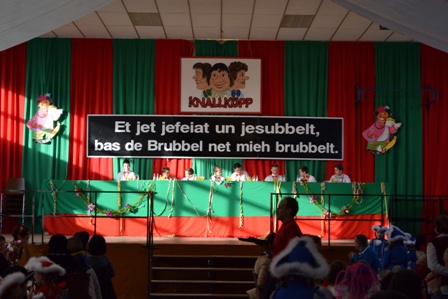 KNALLKÖPP
Et jet jefeiat un jesubbelt,
bas de Brubbel net mieh brubbelt.